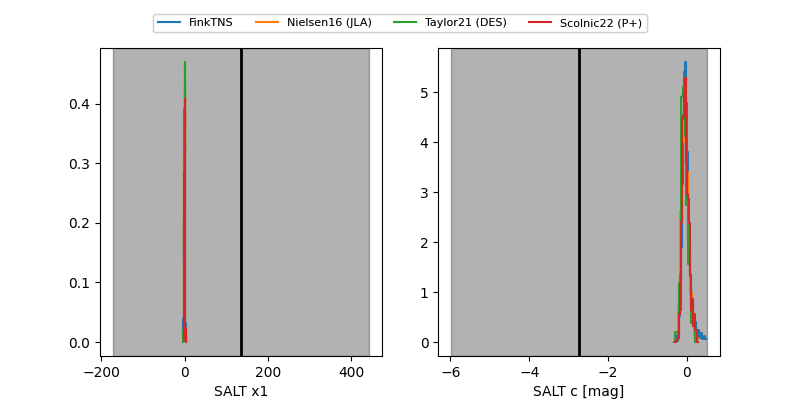 FinkTNS Nielsen16 (JLA) Taylor21 (DES) Scolnic22 (P+)
0.4
0.3
0.2
0.1
0.0
−200 0 200 400
SALT x1
5
4
3
2
1
0
−6 −4 −2 0
SALT c [mag]